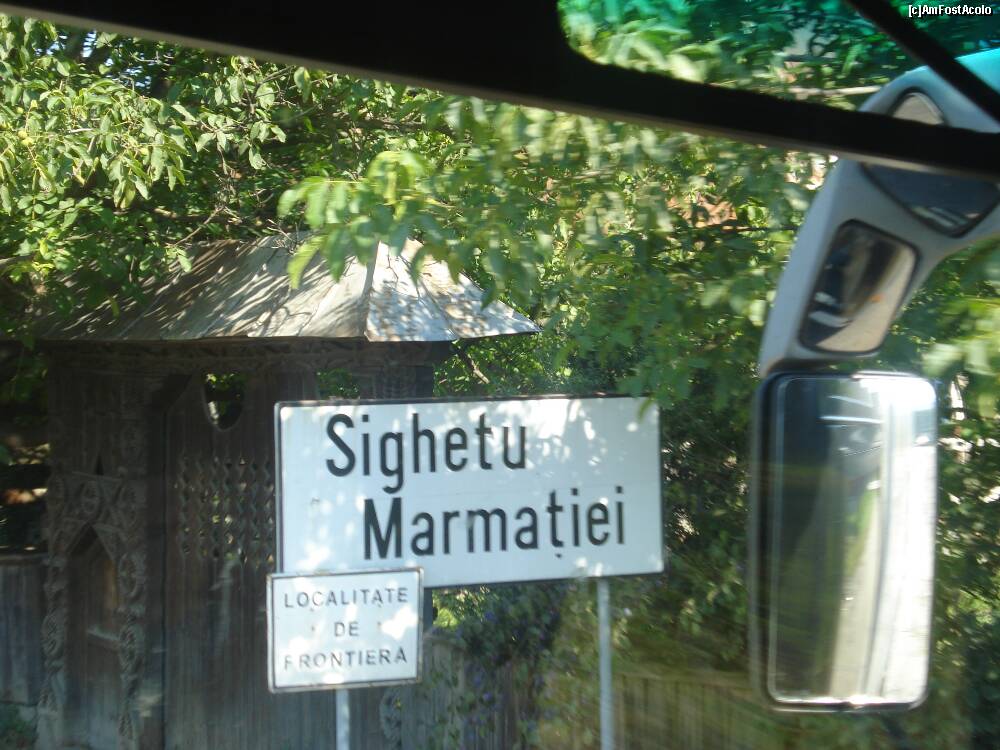 [c]AmFostAcolo
Sighetu
Marmației
LOCALITATE
DE
FRONTIERA